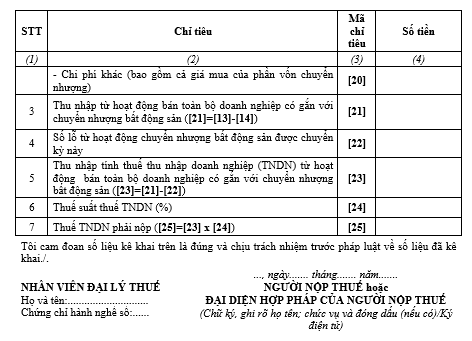 STT Chỉ tiêu Mã chỉ tiêu Số tiền
(1) (2) (3) (4)
- Chi phí khác (bao gồm cả giá mua của phần vốn chuyển nhượng) [20]
3 Thu nhập từ hoạt động bán toàn bộ doanh nghiệp có gắn với chuyển nhượng bất động sản ([21]=[13]-[14]) [21]
4 Số lỗ từ hoạt động chuyển nhượng bất động sản được chuyển kỳ này [22]
5 Thu nhập tính thuế thu nhập doanh nghiệp (TNDN) từ hoạt động bán toàn bộ doanh nghiệp có gắn với chuyển nhượng bất động sản ([23]=[21]-[22]) [23]
6 Thuế suất thuế TNDN (%) [24]
7 Thuế TNDN phải nộp ([25]=[23] x [24]) [25]
Tôi cam đoan số liệu kê khai trên là đúng và chịu trách nhiệm trước pháp luật về số liệu đã kê
khai./.
..., ngày....... tháng....... năm.......
NHÂN VIÊN ĐẠI LÝ THUẾ
Họ và tên:............................
Chứng chỉ hành nghề số:......
NGƯỜI NỘP THUẾ hoặc
ĐẠI DIỆN HỢP PHÁP CỦA NGƯỜI NỘP THUẾ
(Chữ ký, ghi rõ họ tên; chức vụ và đóng dấu (nếu có)/Ký
điện tử)